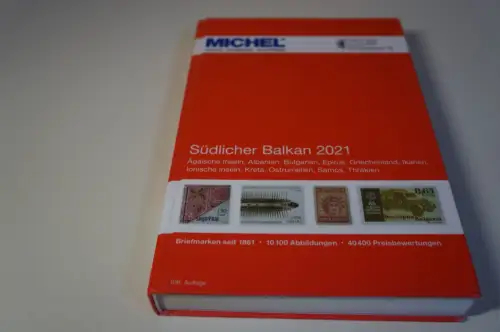 MICHEL
Südlicher Balkan 2021
Ägäische Inseln, Albanien, Bulgarien, Epirus, Griechenland, Ikarien,
Ionische Inseln, Kreta, Ostrumelien, Samos, Thrakien
Briefmarken seit 1861 • 10 100 Abbildungen • 40 400 Preisbewertungen
Auflage